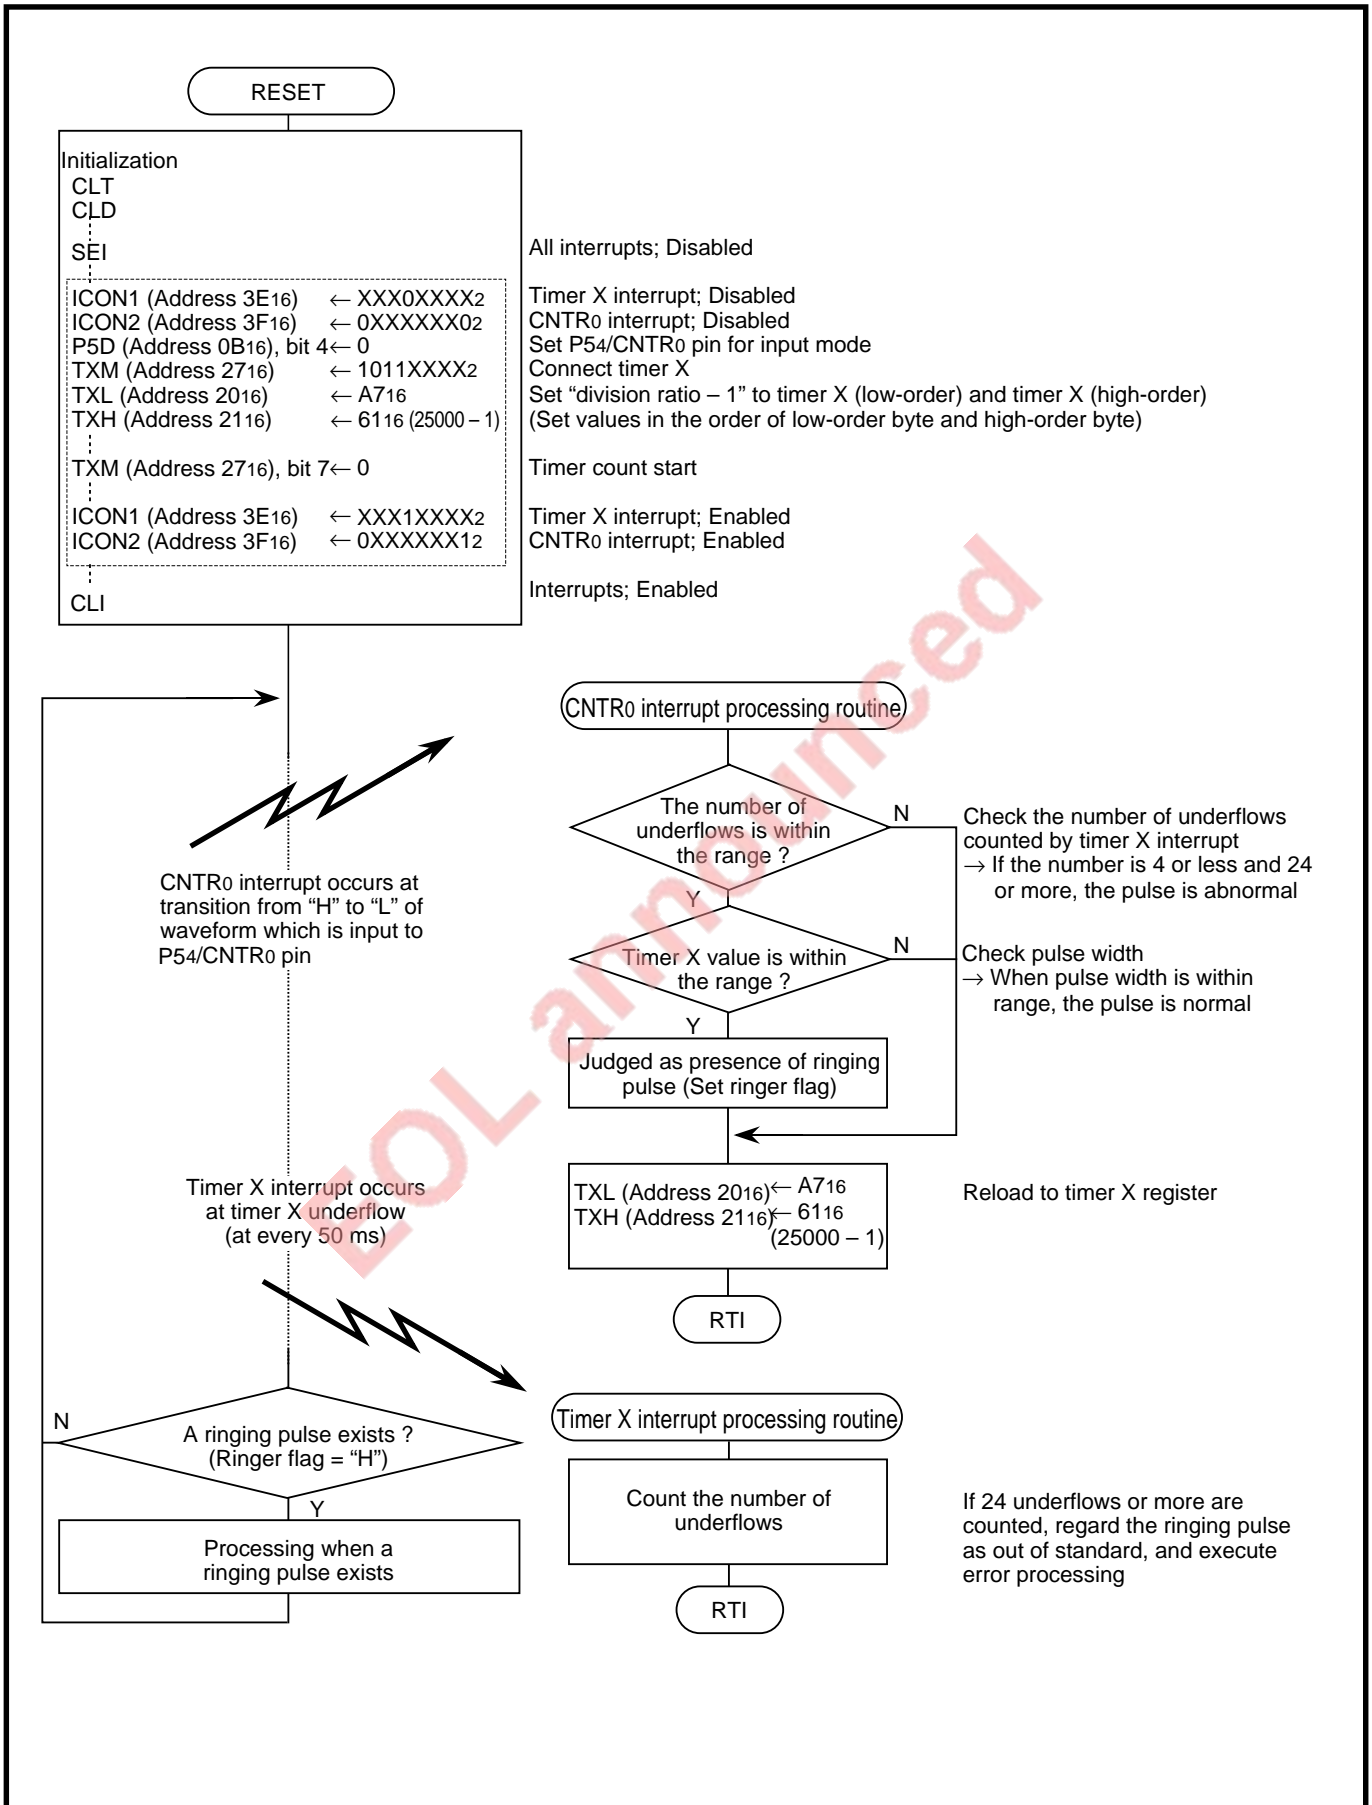 RESET
Initialization
CLT
CLD
SEI
All interrupts; Disabled
ICON1 (Address 3E16) ← XXX0XXXX2 Timer X interrupt; Disabled
ICON2 (Address 3F16) ← 0XXXXXX02 CNTR0 interrupt; Disabled
P5D (Address 0B16), bit 4← 0 Set P54/CNTR0 pin for input mode
TXM (Address 2716) ← 1011XXXX2 Connect timer X
TXL (Address 2016) ← A716 Set “division ratio – 1” to timer X (low-order) and timer X (high-order)
TXH (Address 2116) ← 6116 (25000 – 1) (Set values in the order of low-order byte and high-order byte)
TXM (Address 2716), bit 7← 0 Timer count start
ICON1 (Address 3E16) ← XXX1XXXX2 Timer X interrupt; Enabled
ICON2 (Address 3F16) ← 0XXXXXX12 CNTR0 interrupt; Enabled
Interrupts; Enabled
CLI
CNTR0 interrupt occurs at
transition from “H” to “L” of
waveform which is input to
P54/CNTR0 pin
Timer X interrupt occurs
at timer X underflow
(at every 50 ms)
A ringing pulse exists ?
(Ringer flag = “H”)
N
Y
Processing when a
ringing pulse exists
CNTR0 interrupt processing routine
The number of
underflows is within
the range ?
N
Y
Check the number of underflows
counted by timer X interrupt
→ If the number is 4 or less and 24
or more, the pulse is abnormal
Timer X value is within
the range ?
N
Y
Check pulse width
→ When pulse width is within
range, the pulse is normal
Judged as presence of ringing
pulse (Set ringer flag)
TXL (Address 2016)← A716
TXH (Address 2116)← 6116
(25000 – 1)
Reload to timer X register
RTI
Timer X interrupt processing routine
Count the number of
underflows
If 24 underflows or more are
counted, regard the ringing pulse
as out of standard, and execute
error processing
RTI
EOL announced